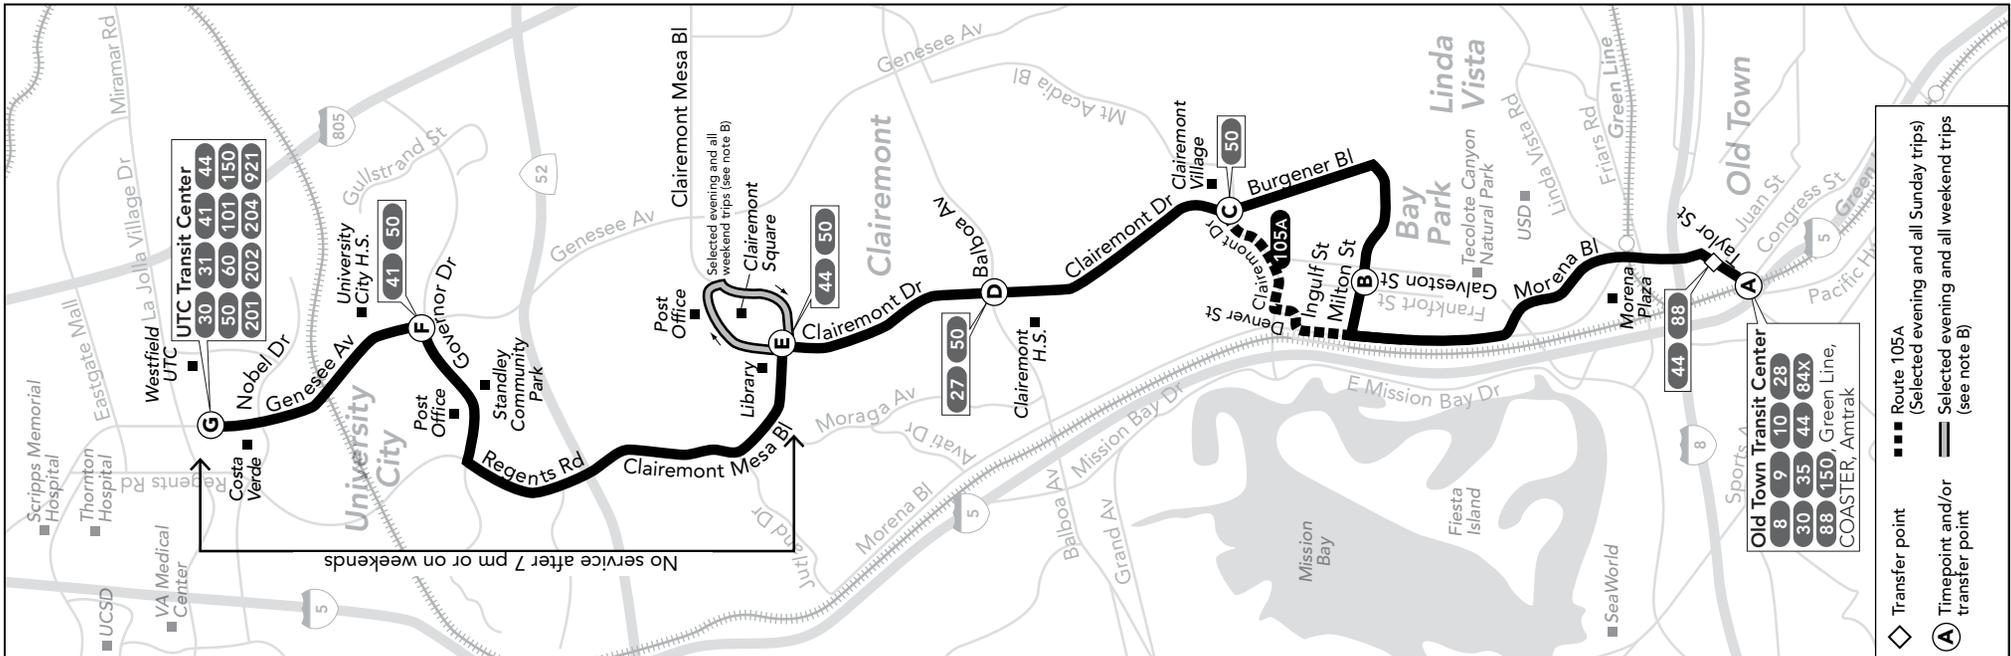 Miramar Rd
La Jolla Village Dr
Eastgate Mall
Scripps Memorial
Hospital
Thornton
Hospital
Regents Rd
VA Medical
Center
UCSD
5
Westfield
UTC
UTC Transit Center
30 31 41 44
50 60 101 150
201 202 204 921
G
Costa
Verde
Nobel Dr
Genesee Av
University
City
805
Gullstrand St
University
City H.S.
41 50
F
Governor Dr
Post
Office
Standley
Community
Park
52
Genesee Av
Regents Rd
Clairemont Mesa Bl
No service after 7 pm or on weekends
Clairemont Mesa Bl
Selected evening and all
weekend trips (see note B)
Clairemont
Square
Post
Office
E
44 50
Library
Clairemont Dr
Jutland Dr
Clairemont
Genesee Av
Mt Acadia Bl
Balboa Av
D
27 50
Clairemont
H.S.
Moraga Av
Avati Dr
Morena Bl
5
Mission Bay Dr
Balboa Av
Grand Av
Clairemont Dr
Clairemont
Village
50
C
Burgener Bl
Clairemont Dr
105A
Denver St
Ingulf St
Milton St
B
Galveston St
Frankfort St
Bay
Park
Tecolote Canyon
Natural Park
Linda
Vista
USD
Linda Vista Rd
Friars Rd
Green Line
Morena Bl
Morena
Plaza
E Mission Bay Dr
Mission
Bay
Fiesta
Island
SeaWorld
8
Old Town
Taylor St
Juan St
Congress St
5
44 88
A
Old Town Transit Center
8 9 10 28
30 35 44 84X
88 150, Green Line,
COASTER, Amtrak
Transfer point
A Timepoint and/or
transfer point
Route 105A
(Selected evening and all Sunday trips)
Selected evening and all weekend trips
(see note B)